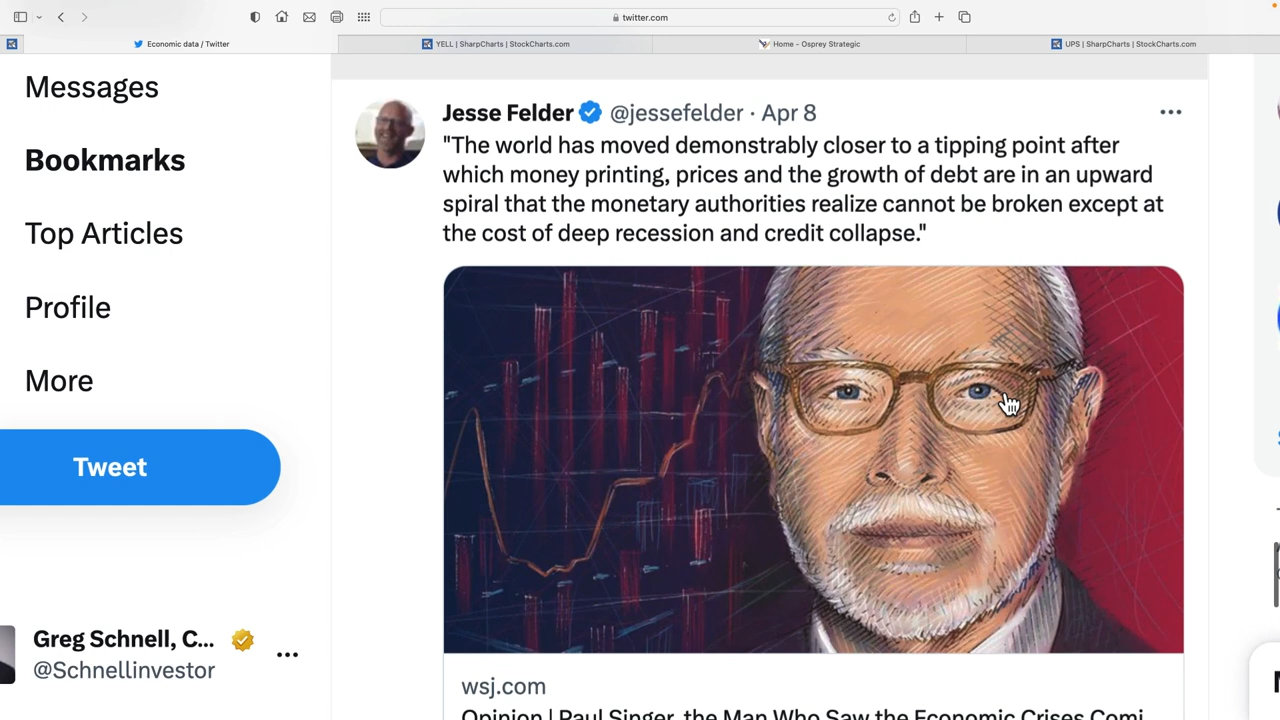 twitter.com
Economic data / Twitter
YELL | SharpCharts | StockCharts.com
Home - Osprey Strategic
UPS | SharpCharts | StockCharts.com
Messages
Bookmarks
Top Articles
Profile
More
Tweet
Greg Schnell, C...
@Schnellinvestor
Jesse Felder @jessefelder · Apr 8
"The world has moved demonstrably closer to a tipping point after
which money printing, prices and the growth of debt are in an upward
spiral that the monetary authorities realize cannot be broken except at
the cost of deep recession and credit collapse."
wsj.com
Opinion | Paul Singer, the Man Who Saw the Economic Crises Comi